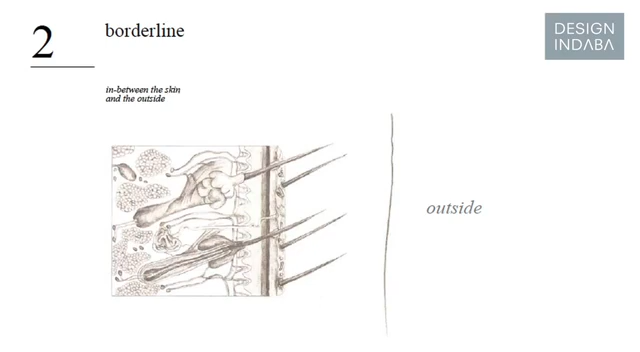 2
borderline
DESIGN
INDABA
in-between the skin
and the outside
outside